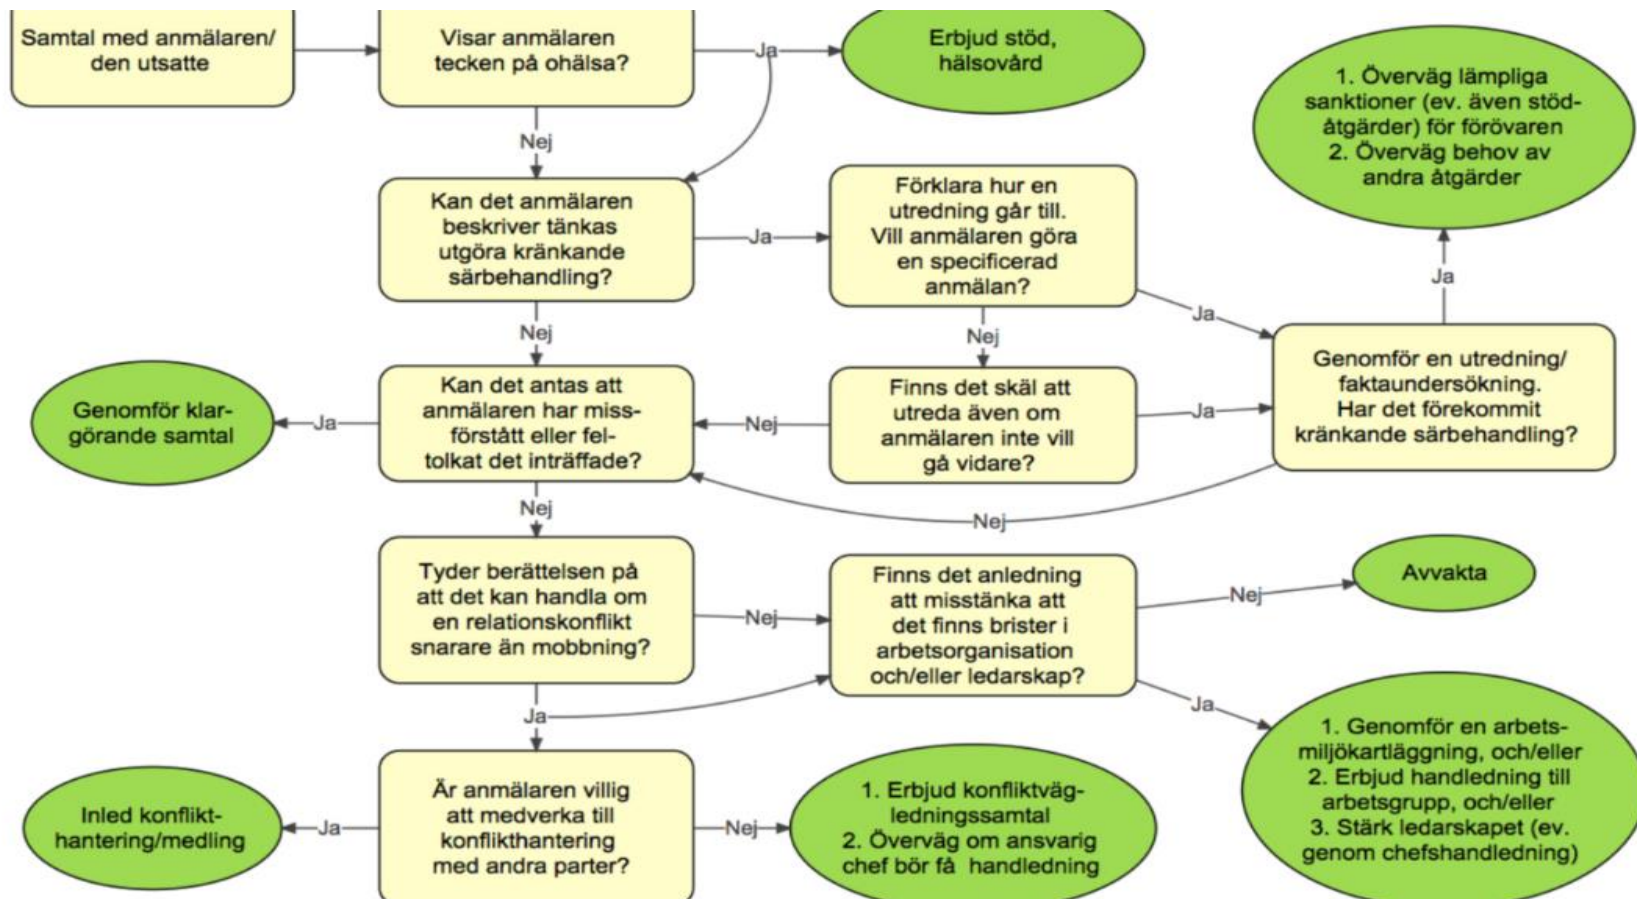 Samtal med anmälaren/
den utsatte
Visar anmälaren
tecken på ohälsa?
Ja
Erbjud stöd,
hälsovård
1. Överväg lämpliga
sanktioner (ev. även stöd-
åtgärder) för förövaren
2. Överväg behov av
andra åtgärder
Nej
Kan det anmälaren
beskriver tänkas
utgöra kränkande
särbehandling?
Ja
Förklara hur en
utredning går till.
Vill anmälaren göra
en specificerad
anmälan?
Ja
Ja
Nej
Nej
Genomför klar-
görande samtal
Ja
Kan det antas att
anmälaren har miss-
förstått eller fel-
tolkat det inträffade?
Nej
Finns det skäl att
utreda även om
anmälaren inte vill
gå vidare?
Ja
Genomför en utredning/
faktaundersökning.
Har det förekommit
kränkande särbehandling?
Nej
Nej
Tyder berättelsen på
att det kan handla om
en relationskonflikt
snarare än mobbning?
Nej
Finns det anledning
att misstänka att
det finns brister i
arbetsorganisation
och/eller ledarskap?
Nej
Avvakta
Ja
Ja
Inled konflikt-
hantering/medling
Ja
Är anmälaren villig
att medverka till
konflikthantering
med andra parter?
Nej
1. Erbjud konfliktväg-
ledningssamtal
2. Överväg om ansvarig
chef bör få handledning
1. Genomför en arbets-
miljökartläggning, och/eller
2. Erbjud handledning till
arbetsgrupp, och/eller
3. Stärk ledarskapet (ev.
genom chefshandledning)